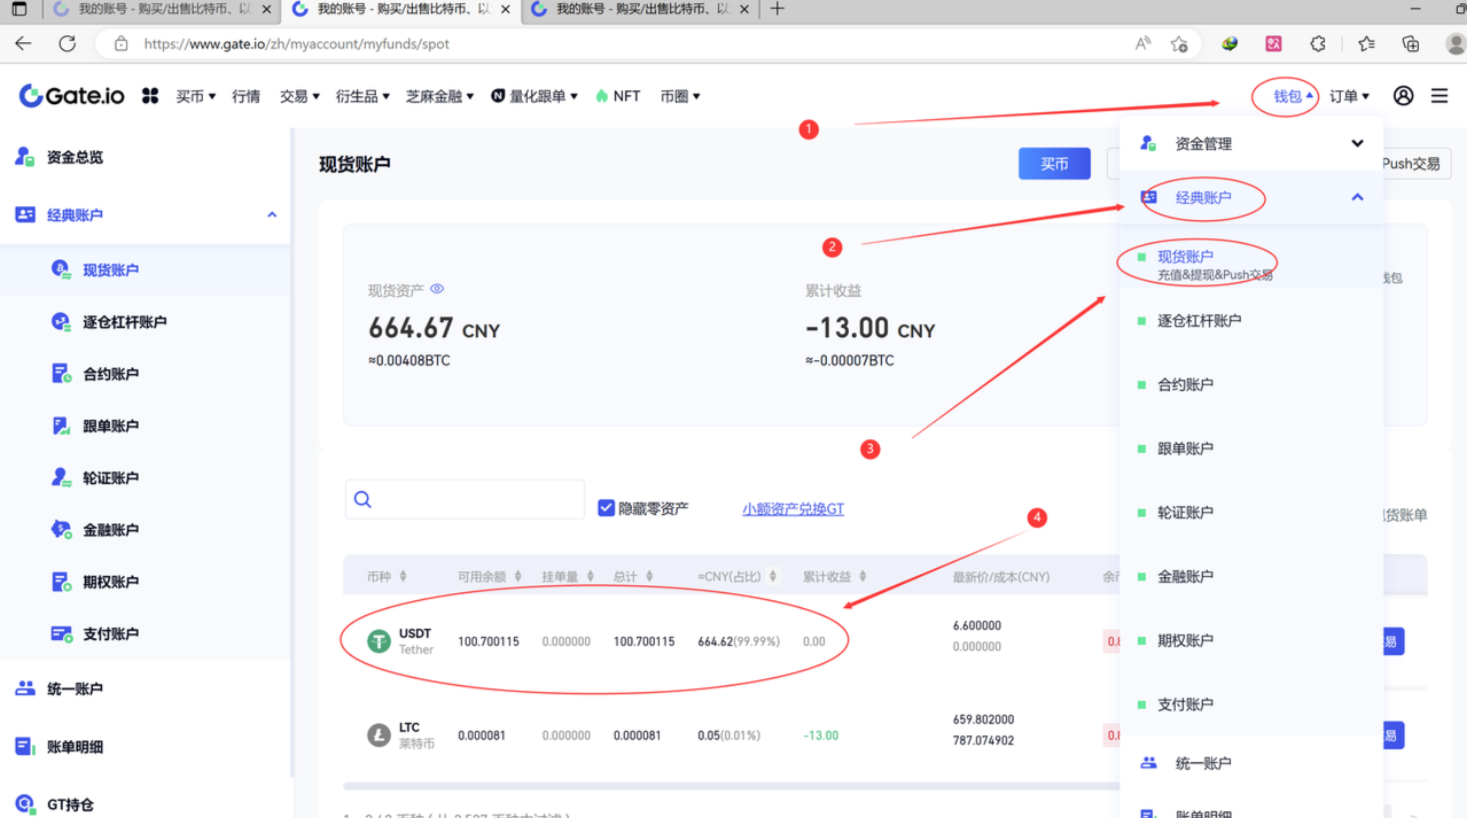 我的账号 - 购买/出售比特币、以
我的账号 - 购买/出售比特币、以
我的账号 - 购买/出售比特币、以
https://www.gate.io/zh/myaccount/myfunds/spot
Gate.io 买币 行情 交易 衍生品 芝麻金融 量化跟单 NFT 币圈 钱包 订单
1
资金总览
现货账户
买币
资金管理
Push交易
经典账户
经典账户
2
现货账户
现货账户
充值&提现&Push交易
钱包
现货资产
累计收益
逐仓杠杆账户
逐仓杠杆账户
664.67 CNY
-13.00 CNY
≈0.00408BTC
≈-0.00007BTC
合约账户
合约账户
跟单账户
3
跟单账户
轮证账户
隐藏零资产
小额资产兑换GT
4
轮证账户
货账单
金融账户
币种 可用余额 挂单量 总计 ≈CNY(占比) 累计收益 最新价/成本(CNY)
金融账户
期权账户
USDT
Tether
100.700115 0.000000 100.700115 664.62(99.99%) 0.00
6.600000
0.000000
期权账户
易
支付账户
统一账户
支付账户
LTC
莱特币
0.000081 0.000000 0.000081 0.05(0.01%) -13.00
659.802000
787.074902
易
账单明细
统一账户
GT持仓
账单明细